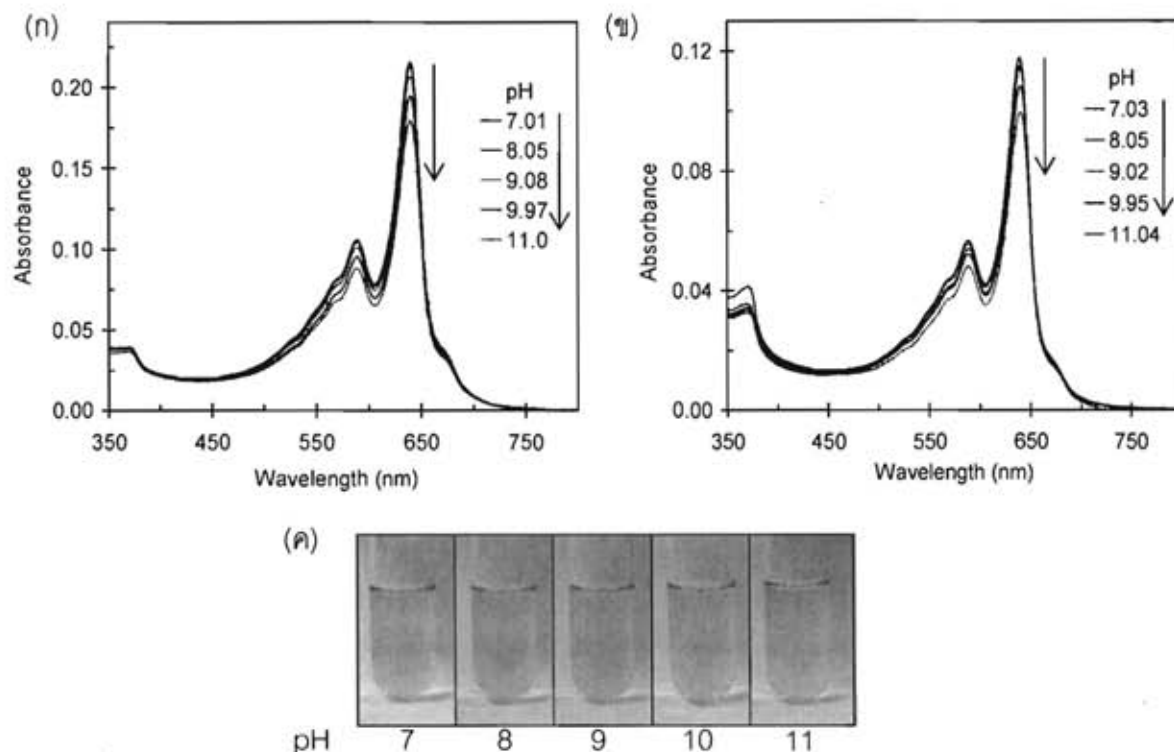 (ก)
Absorbance
0.20
0.15
0.10
0.05
0.00
350 450 550 650 750
Wavelength (nm)
pH
7.01
8.05
9.08
9.97
11.0
(ข)
Absorbance
0.12
0.08
0.04
0.00
350 450 550 650 750
Wavelength (nm)
pH
7.03
8.05
9.02
9.95
11.04
(ค)
pH 7 8 9 10 11